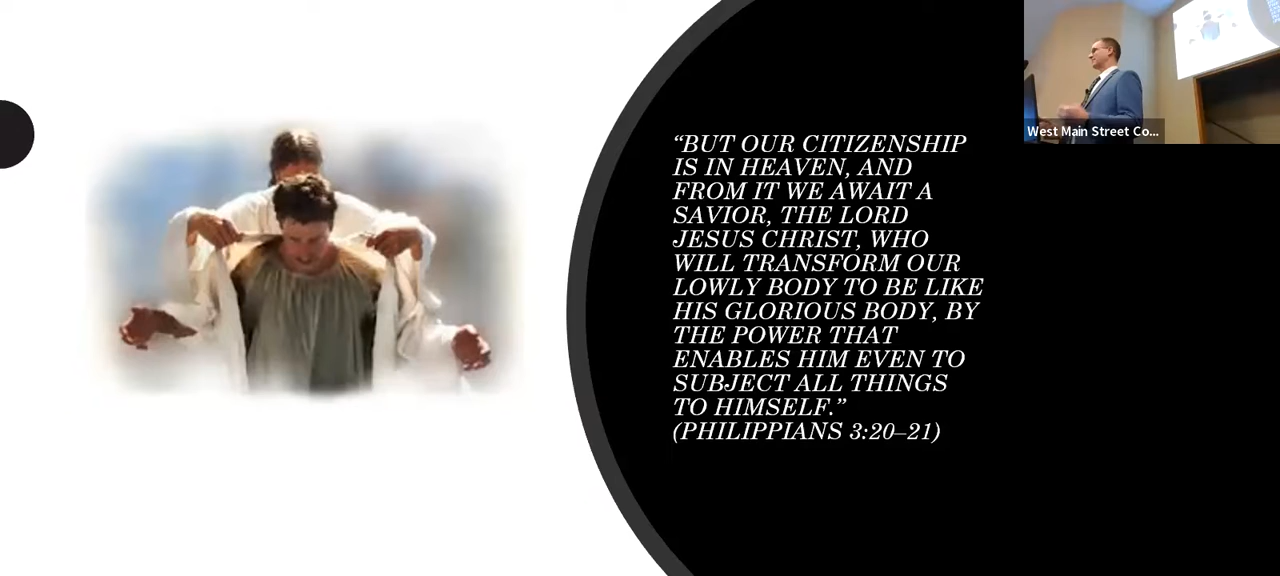 “BUT OUR CITIZENSHIP
IS IN HEAVEN, AND
FROM IT WE AWAIT A
SAVIOR, THE LORD
JESUS CHRIST, WHO
WILL TRANSFORM OUR
LOWLY BODY TO BE LIKE
HIS GLORIOUS BODY, BY
THE POWER THAT
ENABLES HIM EVEN TO
SUBJECT ALL THINGS
TO HIMSELF.”
(PHILIPPIANS 3:20–21)
West Main Street Co...